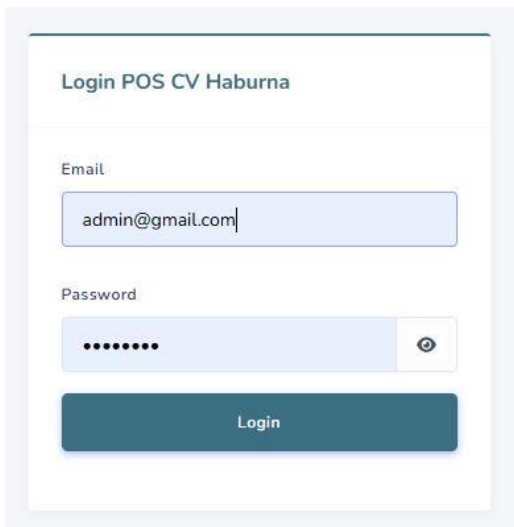 Login POS CV Haburna
Email
admin@gmail.com
Password
••••••••
Login